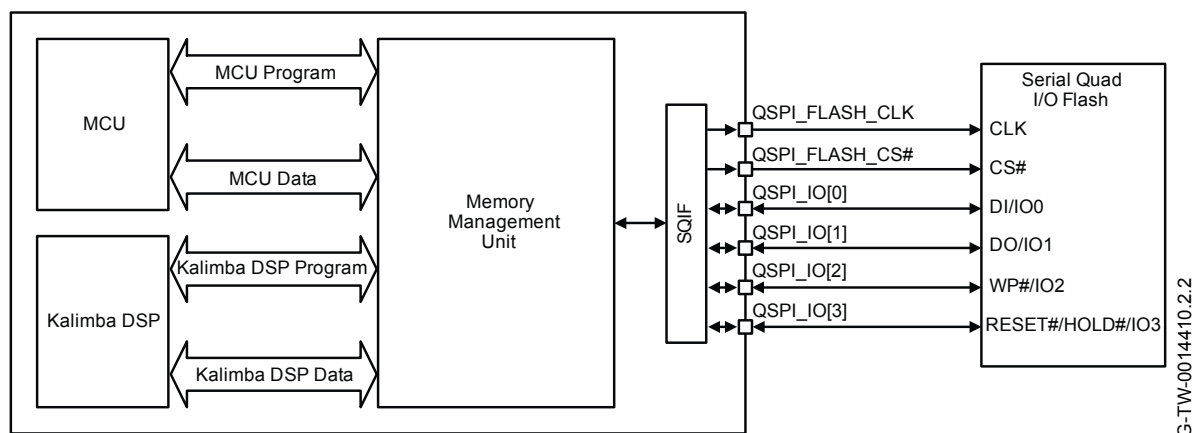 MCU
MCU Program
MCU Data
Kalimba DSP
Kalimba DSP Program
Kalimba DSP Data
Memory
Management
Unit
SQIF
QSPI_FLASH_CLK
QSPI_FLASH_CS#
QSPI_IO[0]
QSPI_IO[1]
QSPI_IO[2]
QSPI_IO[3]
Serial Quad
I/O Flash
CLK
CS#
DI/IO0
DO/IO1
WP#/IO2
RESET#/HOLD#/IO3
G-TW-0014410.2.2